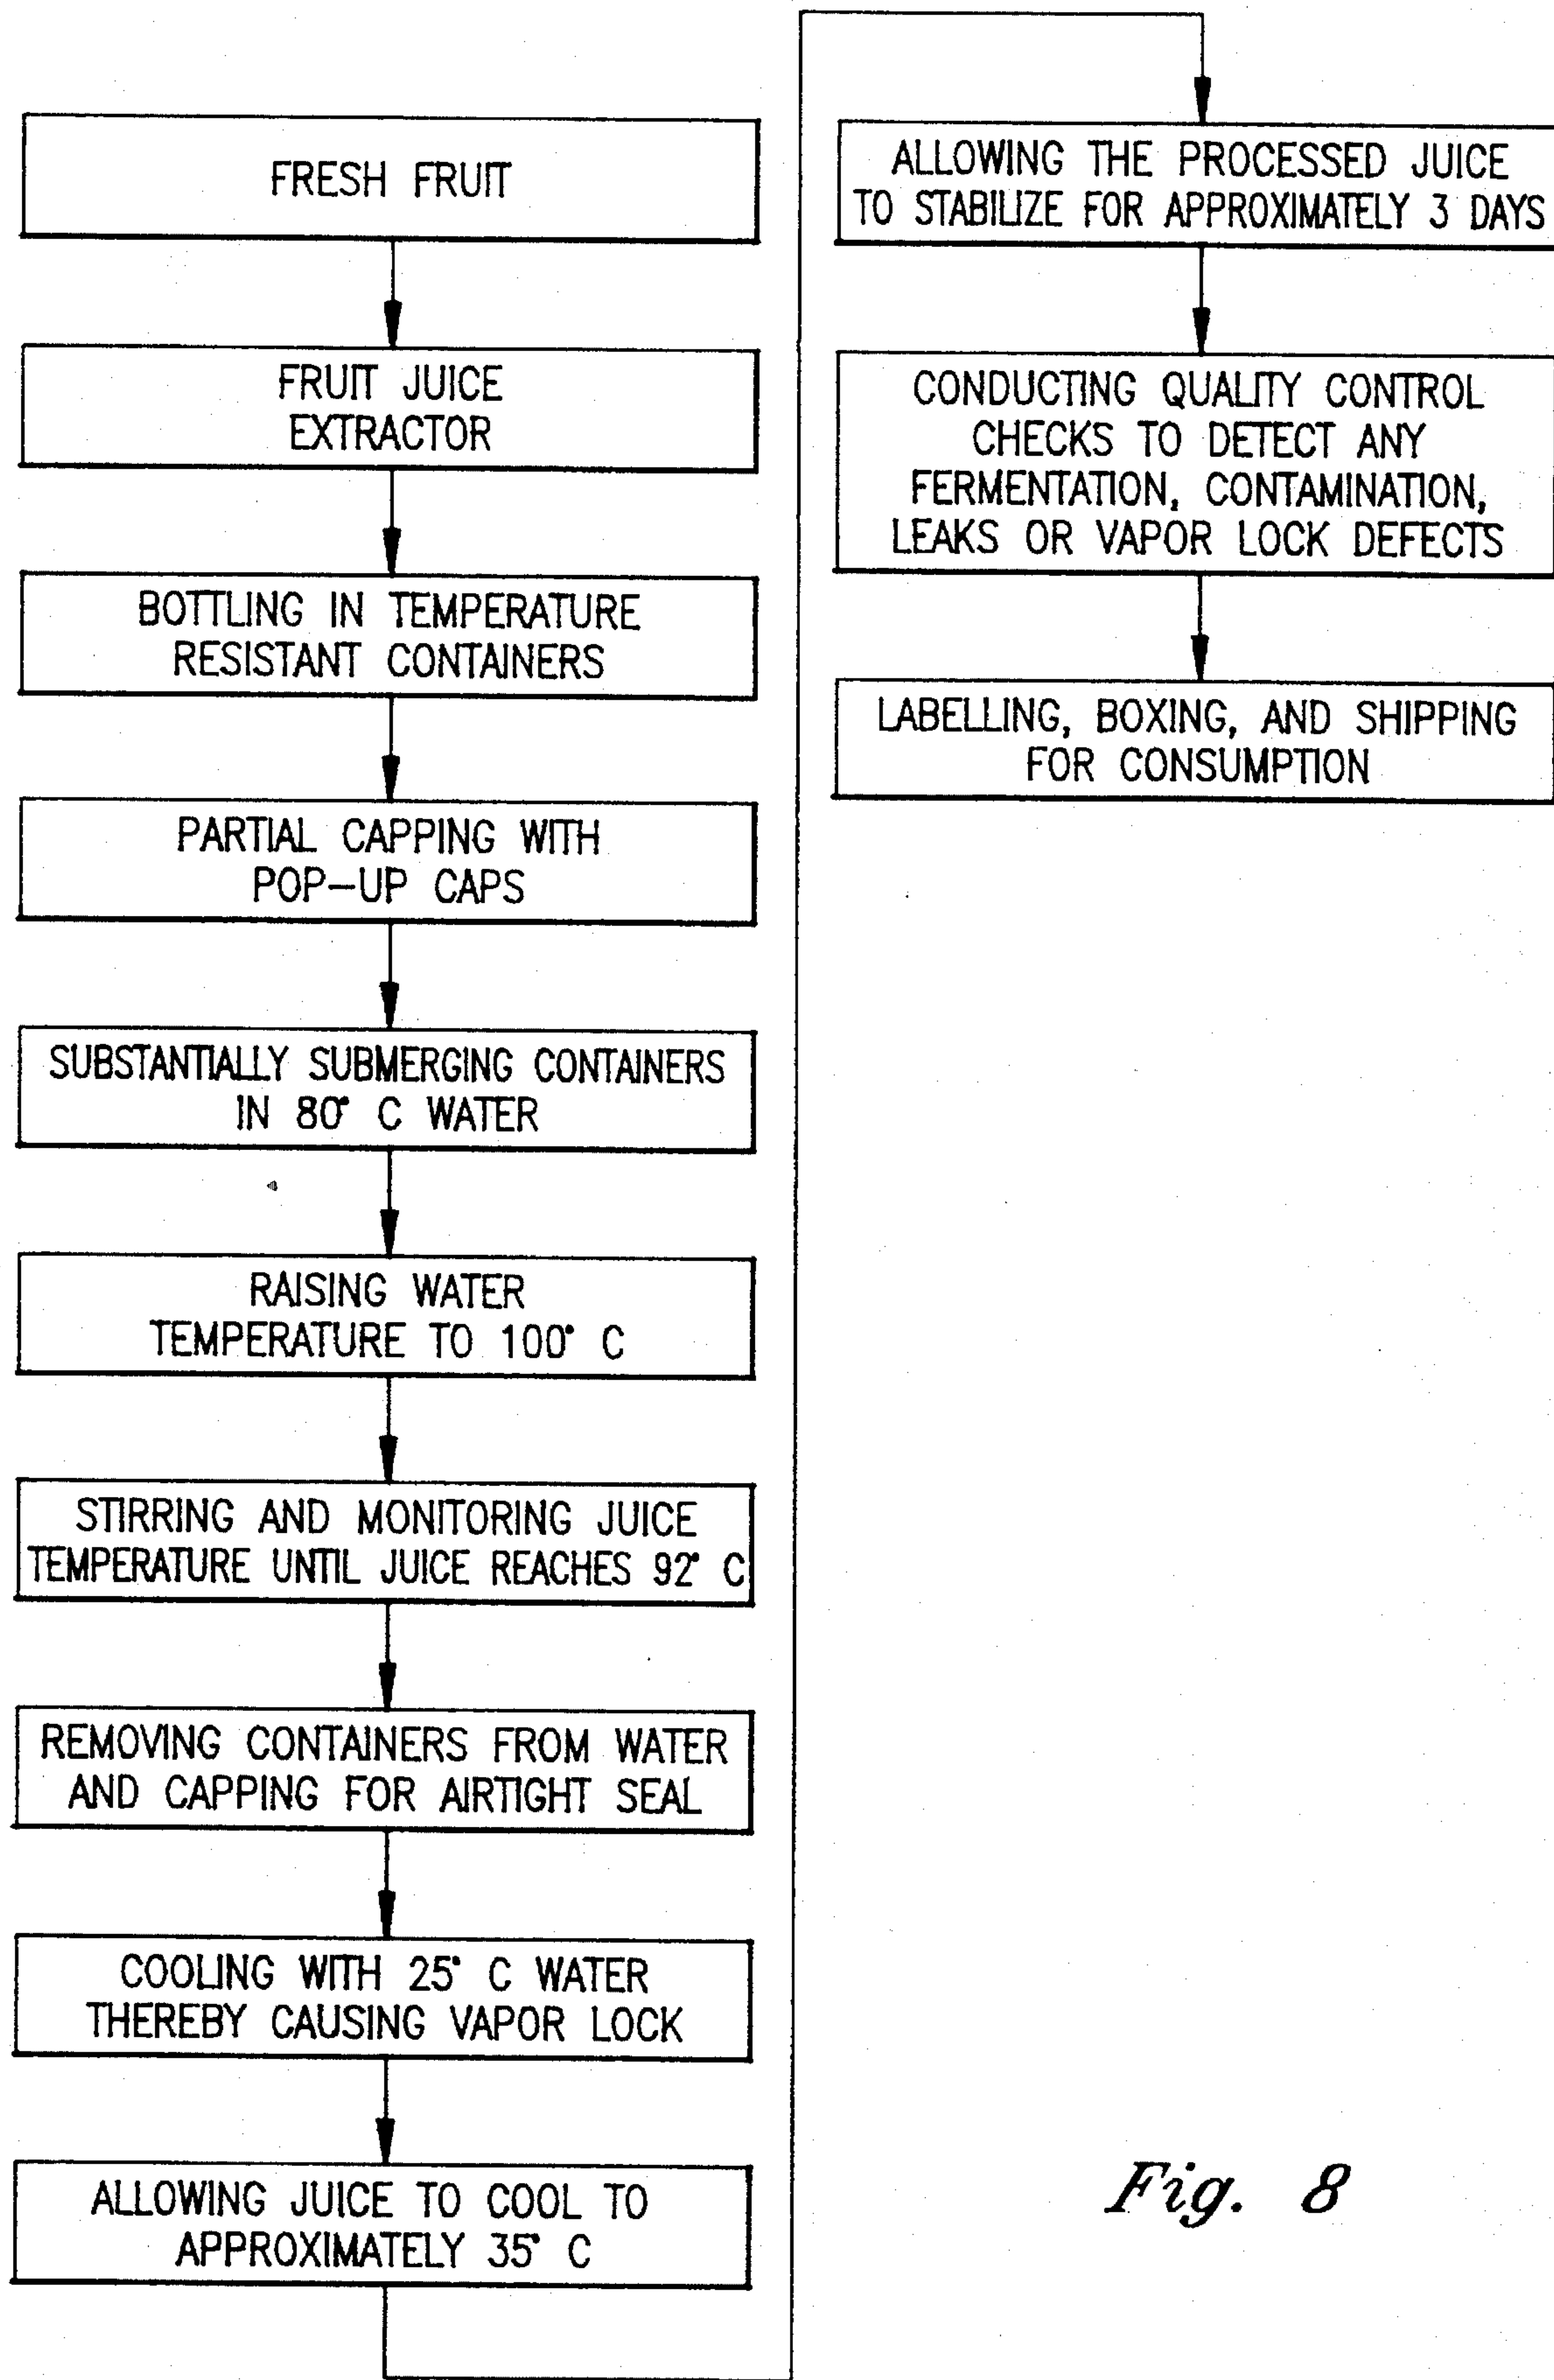 FRESH FRUIT
FRUIT JUICE
EXTRACTOR
BOTTLING IN TEMPERATURE
RESISTANT CONTAINERS
PARTIAL CAPPING WITH
POP-UP CAPS
SUBSTANTIALLY SUBMERGING CONTAINERS
IN 80° C WATER
RAISING WATER
TEMPERATURE TO 100° C
STIRRING AND MONITORING JUICE
TEMPERATURE UNTIL JUICE REACHES 92° C
REMOVING CONTAINERS FROM WATER
AND CAPPING FOR AIRTIGHT SEAL
COOLING WITH 25° C WATER
THEREBY CAUSING VAPOR LOCK
ALLOWING JUICE TO COOL TO
APPROXIMATELY 35° C
ALLOWING THE PROCESSED JUICE
TO STABILIZE FOR APPROXIMATELY 3 DAYS
CONDUCTING QUALITY CONTROL
CHECKS TO DETECT ANY
FERMENTATION, CONTAMINATION,
LEAKS OR VAPOR LOCK DEFECTS
LABELLING, BOXING, AND SHIPPING
FOR CONSUMPTION
Fig. 8